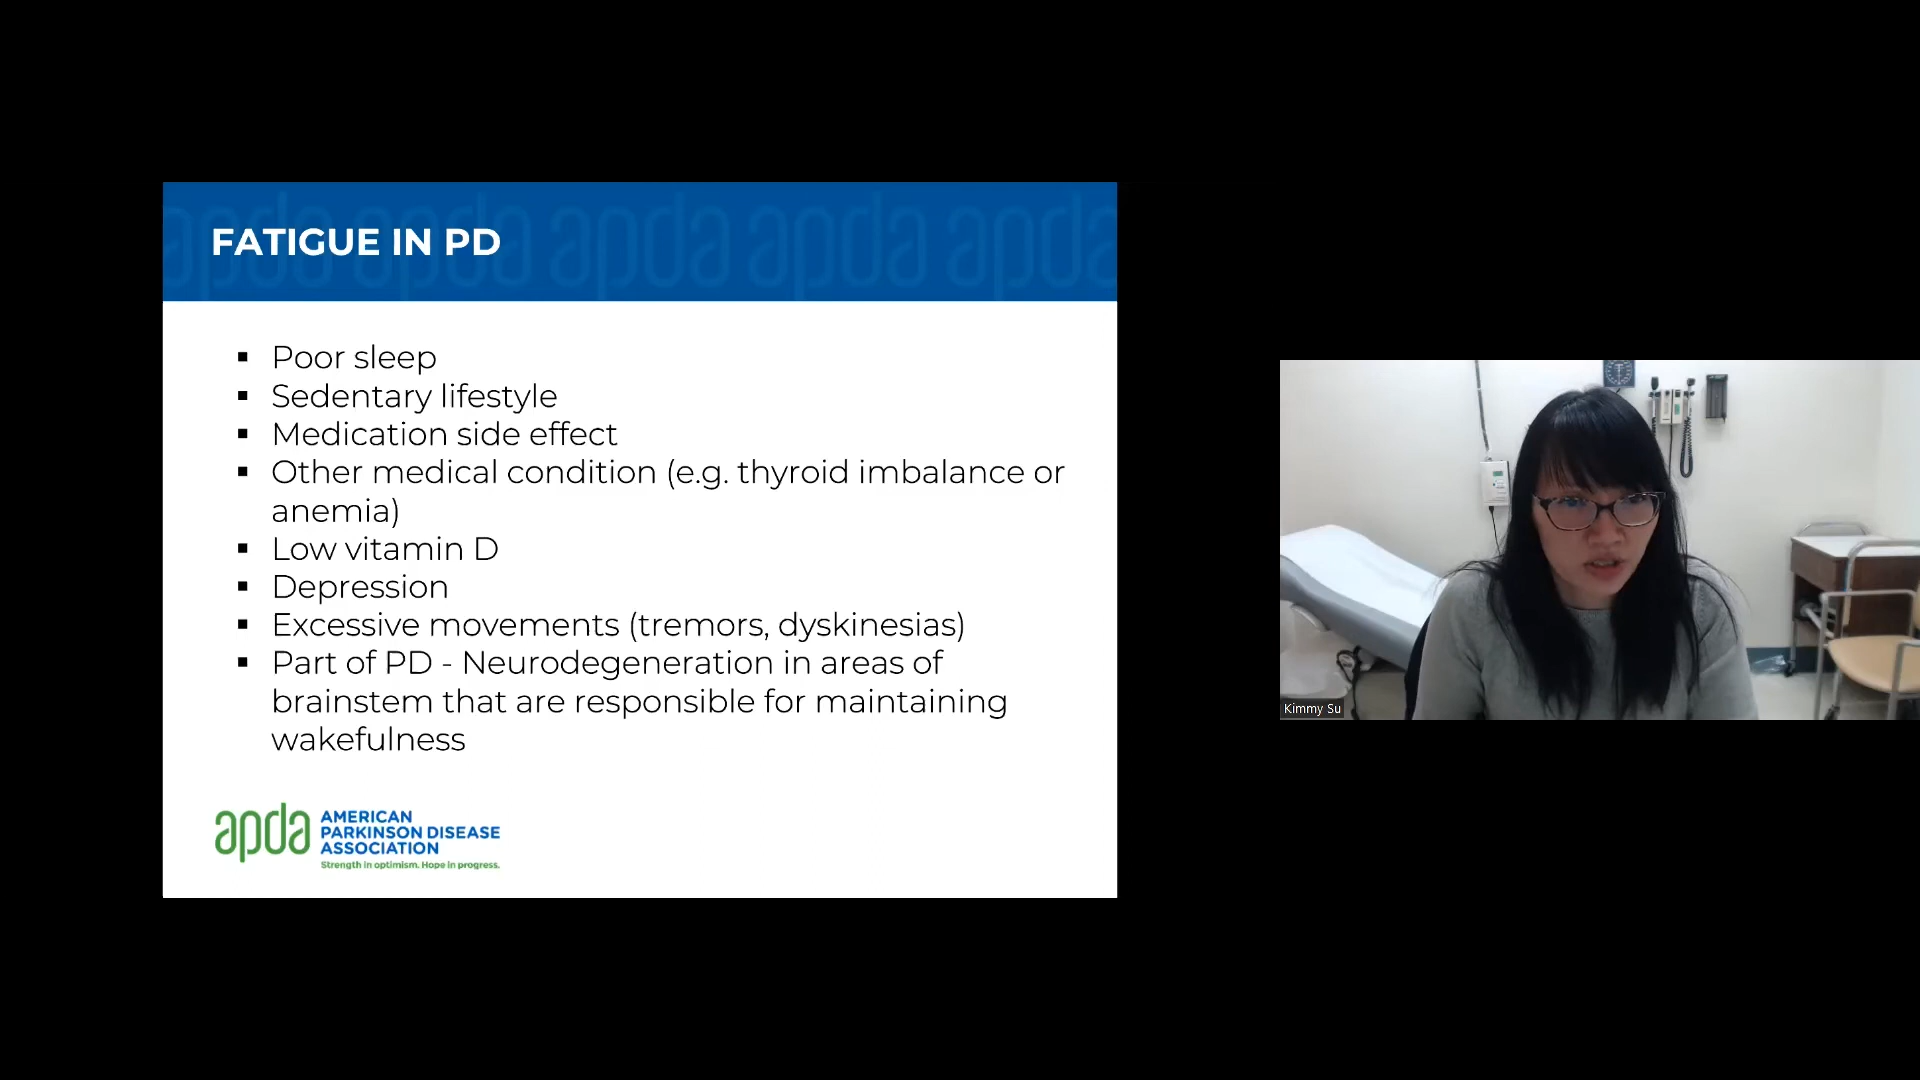 FATIGUE IN PD
▪ Poor sleep
▪ Sedentary lifestyle
▪ Medication side effect
▪ Other medical condition (e.g. thyroid imbalance or
anemia)
▪ Low vitamin D
▪ Depression
▪ Excessive movements (tremors, dyskinesias)
▪ Part of PD - Neurodegeneration in areas of
brainstem that are responsible for maintaining
wakefulness
apda
AMERICAN
PARKINSON DISEASE
ASSOCIATION
Strength in optimism. Hope in progress.
Kimmy Su